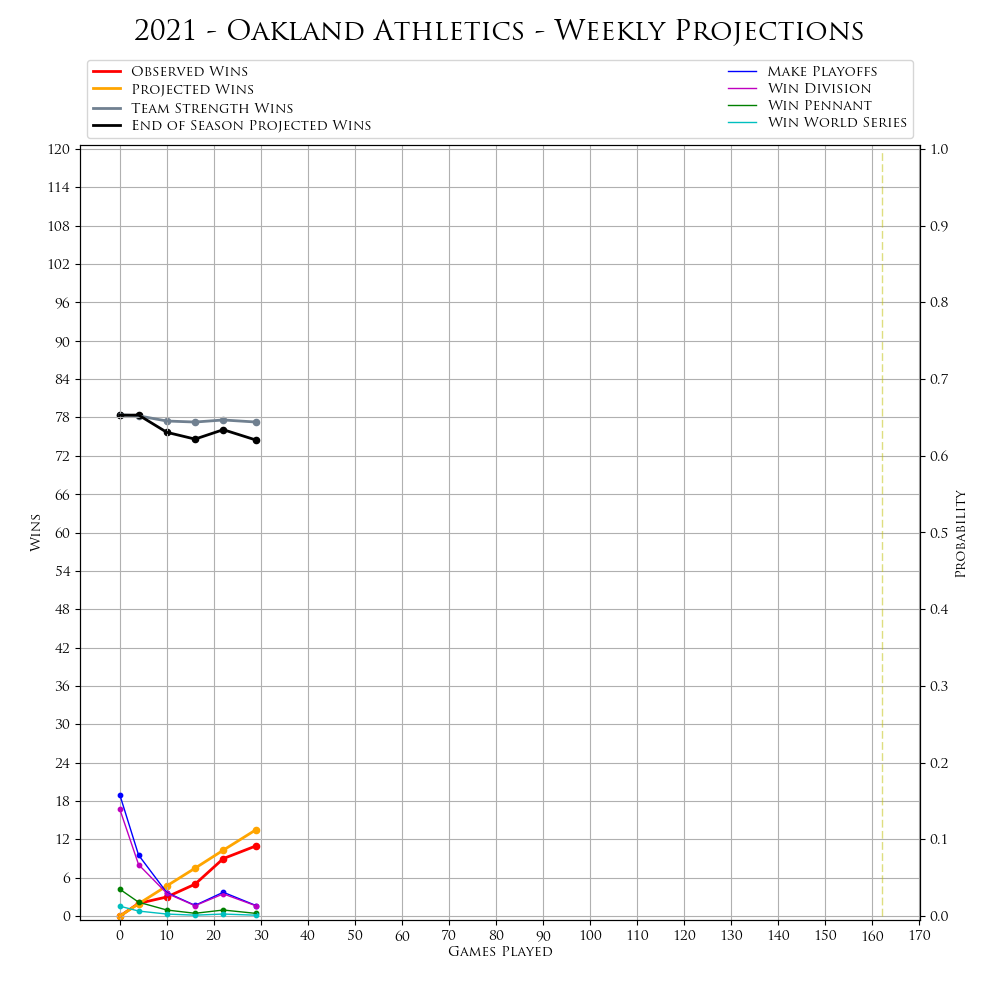 2021 - Oakland Athletics - Weekly Projections
Observed Wins
Projected Wins
Team Strength Wins
End of Season Projected Wins
Make Playoffs
Win Division
Win Pennant
Win World Series
120
114
108
102
96
90
84
78
72
66
60
54
48
42
36
30
24
18
12
6
0
Wins
1.0
0.9
0.8
0.7
0.6
0.5
0.4
0.3
0.2
0.1
0.0
Probability
0 10 20 30 40 50 60 70 80 90 100 110 120 130 140 150 160 170
Games Played